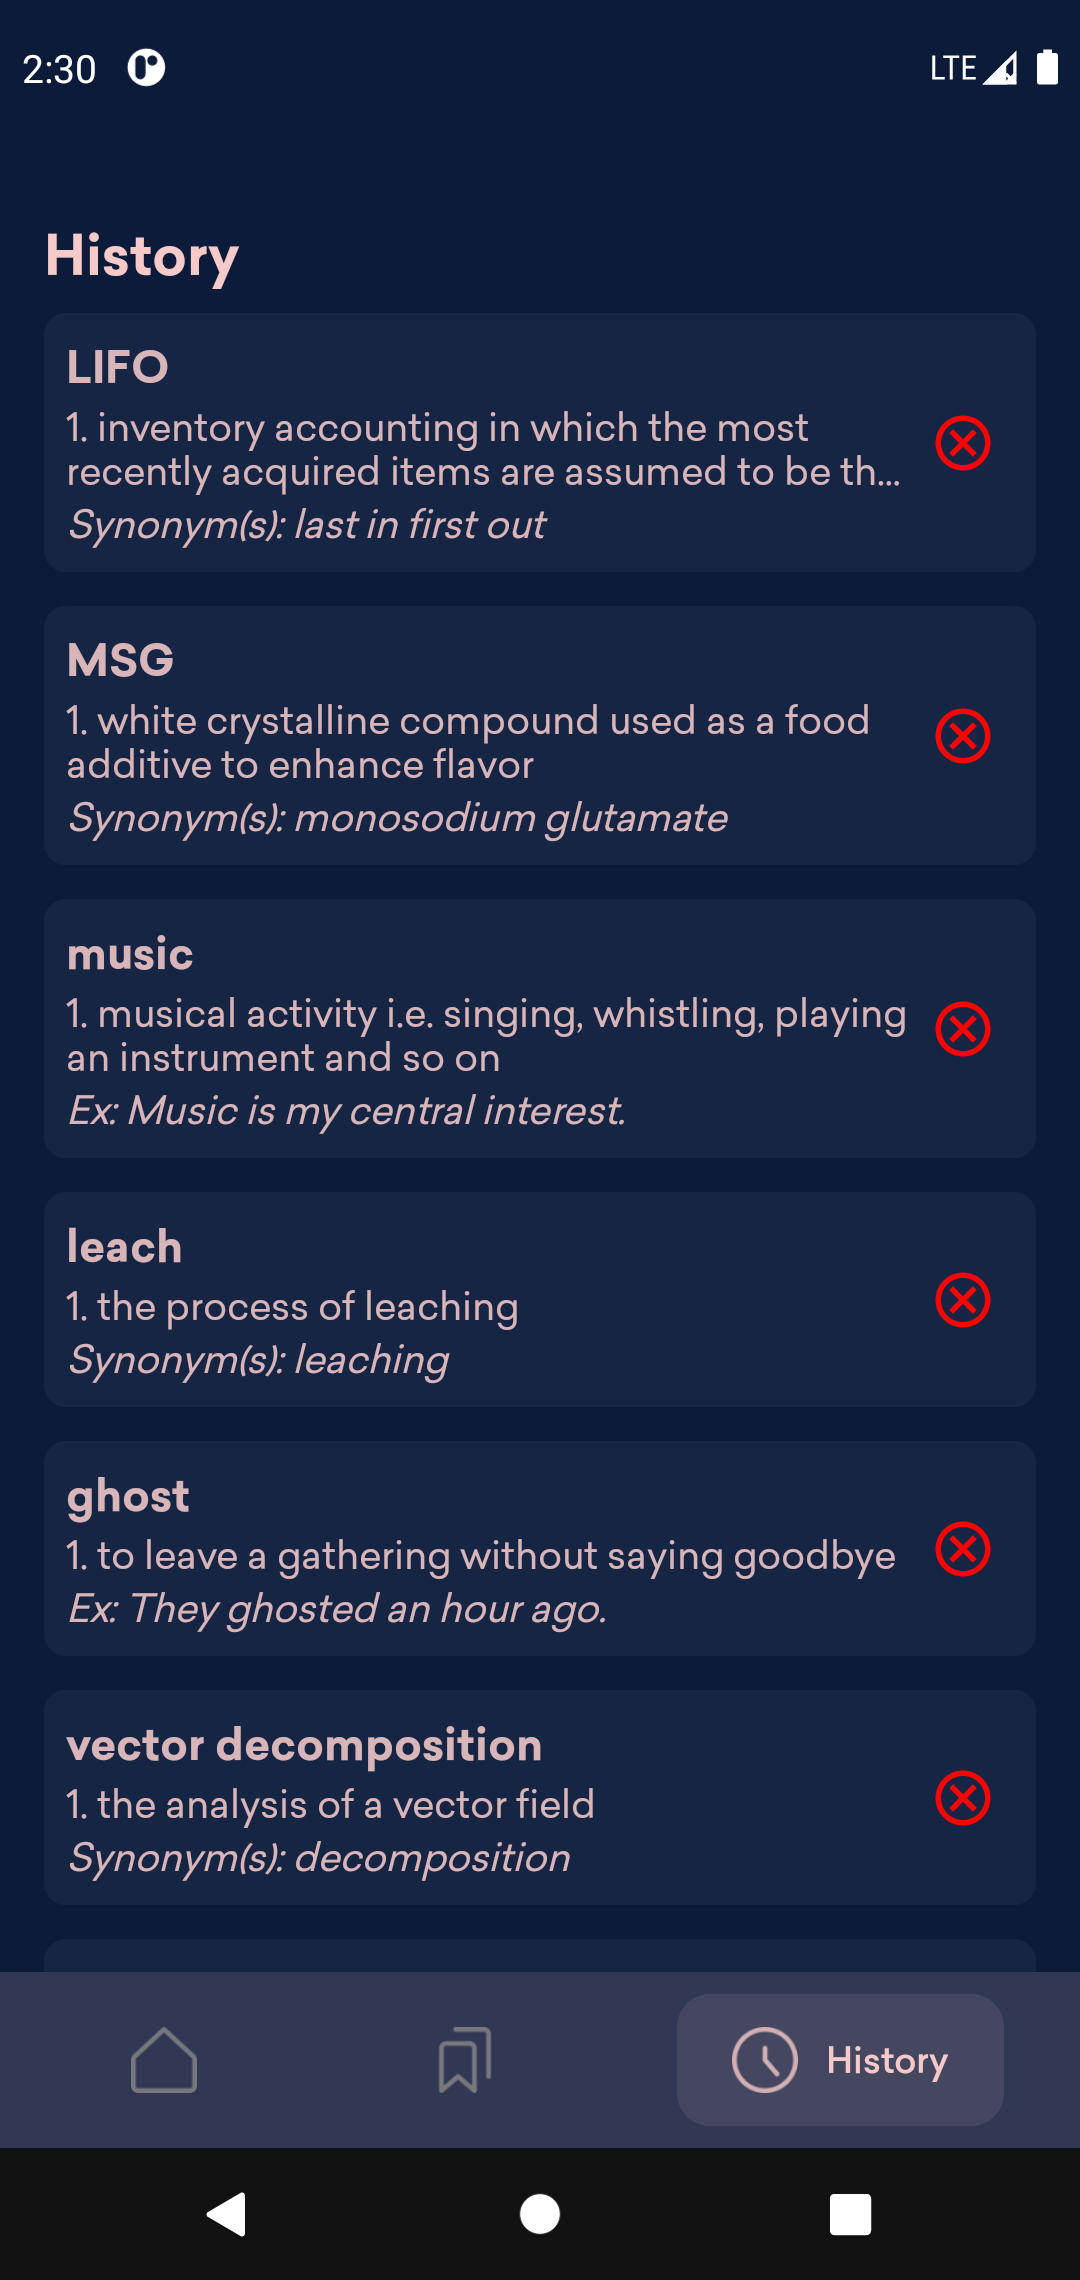 2:30
LTE
History
LIFO
1. inventory accounting in which the most
recently acquired items are assumed to be th...
Synonym(s): last in first out
MSG
1. white crystalline compound used as a food
additive to enhance flavor
Synonym(s): monosodium glutamate
music
1. musical activity i.e. singing, whistling, playing
an instrument and so on
Ex: Music is my central interest.
leach
1. the process of leaching
Synonym(s): leaching
ghost
1. to leave a gathering without saying goodbye
Ex: They ghosted an hour ago.
vector decomposition
1. the analysis of a vector field
Synonym(s): decomposition
History